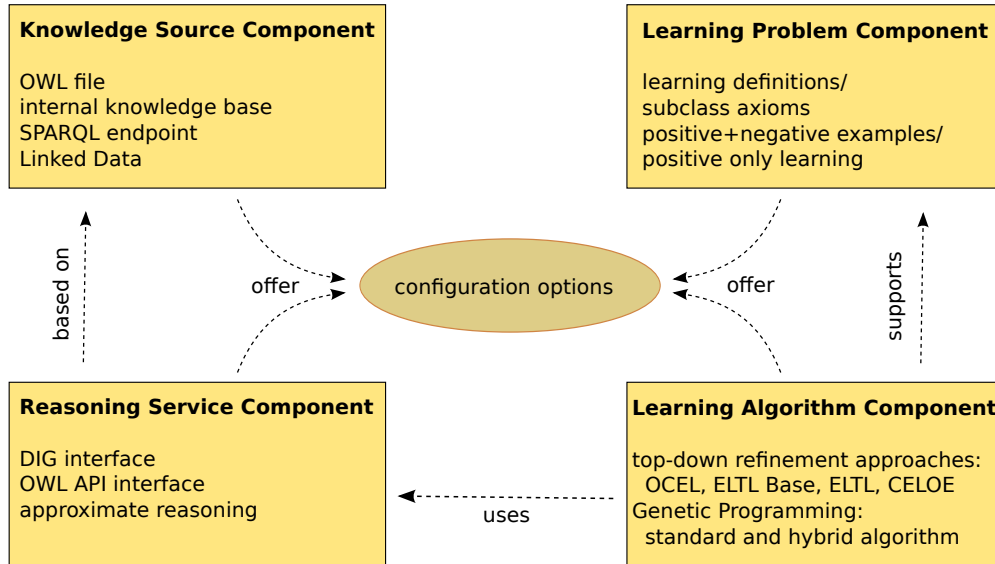 Knowledge Source Component
OWL file
internal knowledge base
SPARQL endpoint
Linked Data
Learning Problem Component
learning definitions/
subclass axioms
positive+negative examples/
positive only learning
based on
offer
configuration options
offer
supports
Reasoning Service Component
DIG interface
OWL API interface
approximate reasoning
uses
Learning Algorithm Component
top-down refinement approaches:
OCEL, ELTL Base, ELTL, CELOE
Genetic Programming:
standard and hybrid algorithm